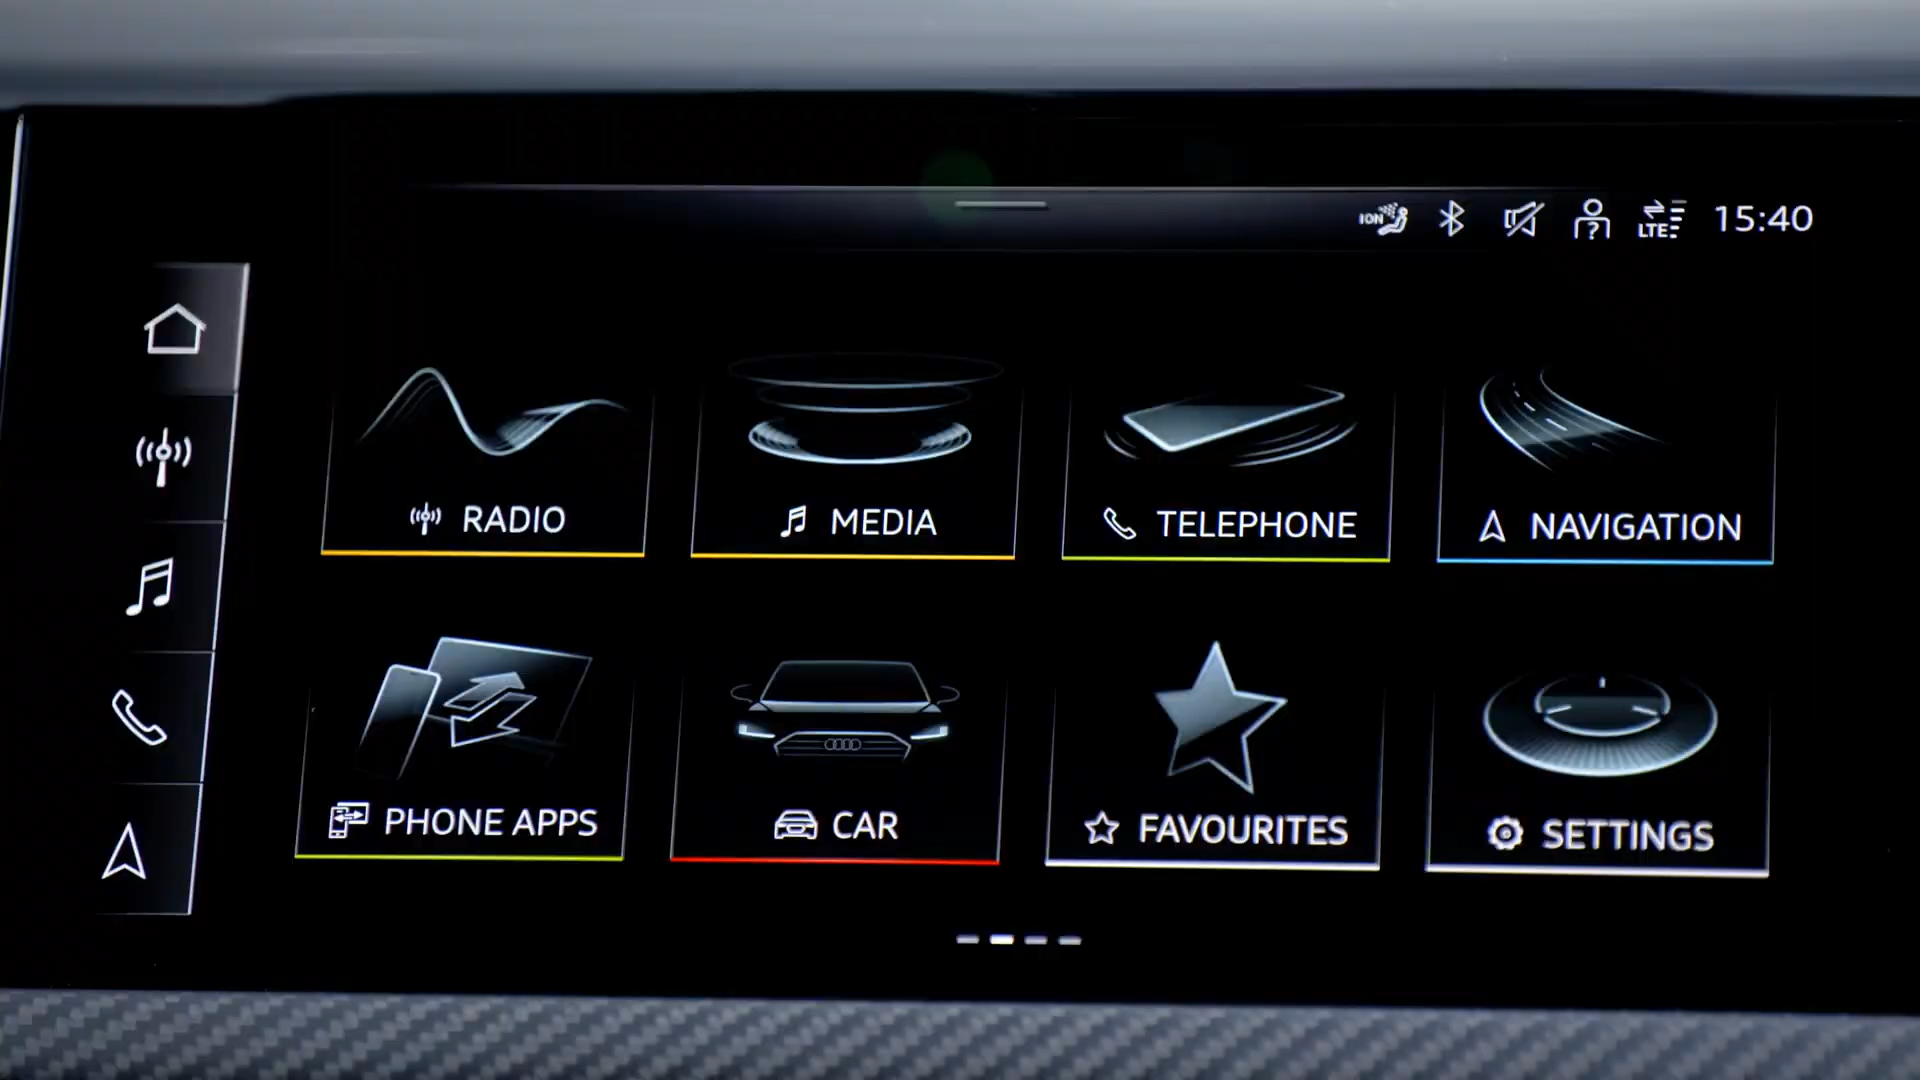 ION
LTE
15:40
RADIO
MEDIA
TELEPHONE
NAVIGATION
PHONE APPS
CAR
FAVOURITES
SETTINGS